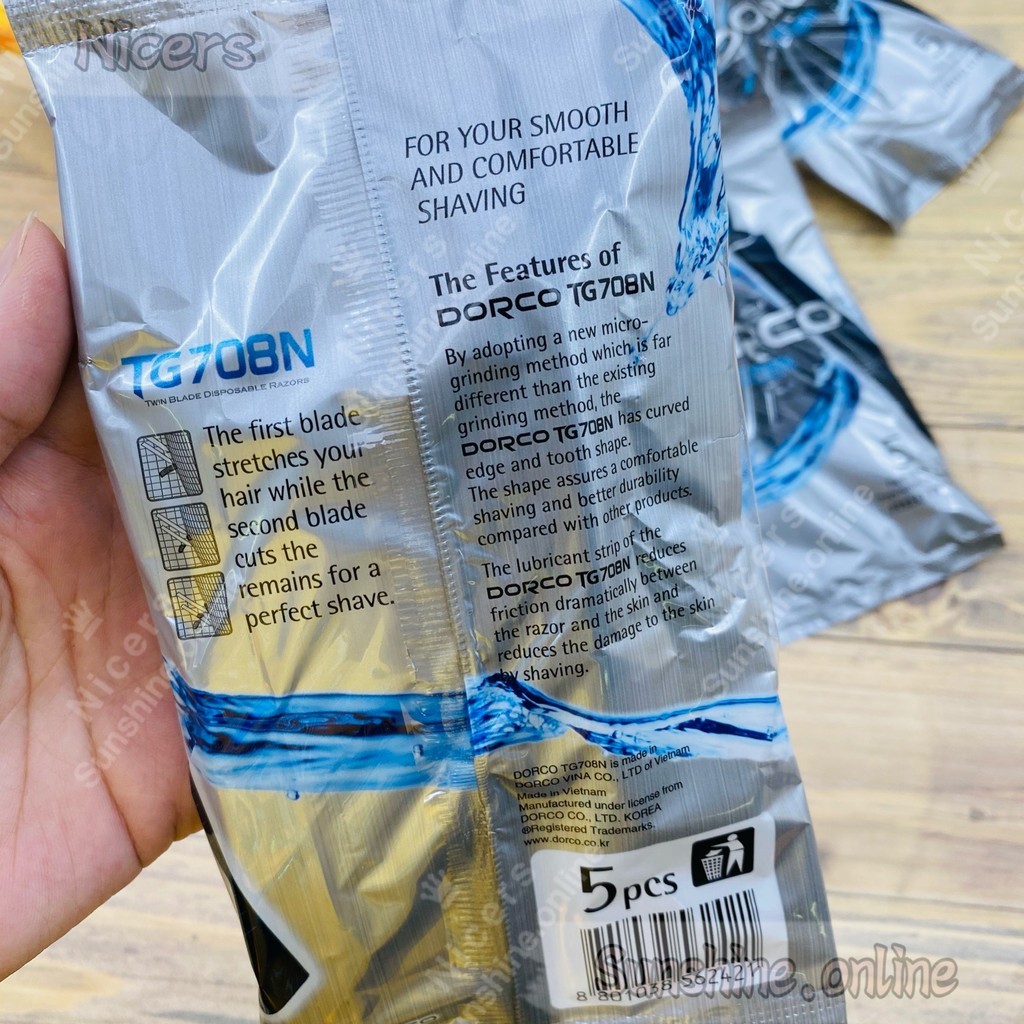 Nicers
FOR YOUR SMOOTH
AND COMFORTABLE
SHAVING
The Features of
DORCO TG708N
By adopting a new micro-
grinding method which is far
different than the existing
grinding method, the
DORCO TG708N has curved
edge and tooth shape.
The shape assures a comfortable
shaving and better durability
compared with other products.
The lubricant strip of the
DORCO TG708N reduces
friction dramatically between
the razor and the skin and
reduces the damage to the skin
by shaving.
TG708N
TWIN BLADE DISPOSABLE RAZORS
The first blade
stretches your
hair while the
second blade
cuts the
remains for a
perfect shave.
DORCO TG708N is made in
DORCO VINA CO., LTD of Vietnam
Made in Vietnam
Manufactured under license from
DORCO CO., LTD. KOREA
®Registered Trademarks.
www.dorco.co.kr
5 pcs
8 801038
Sunshine.online